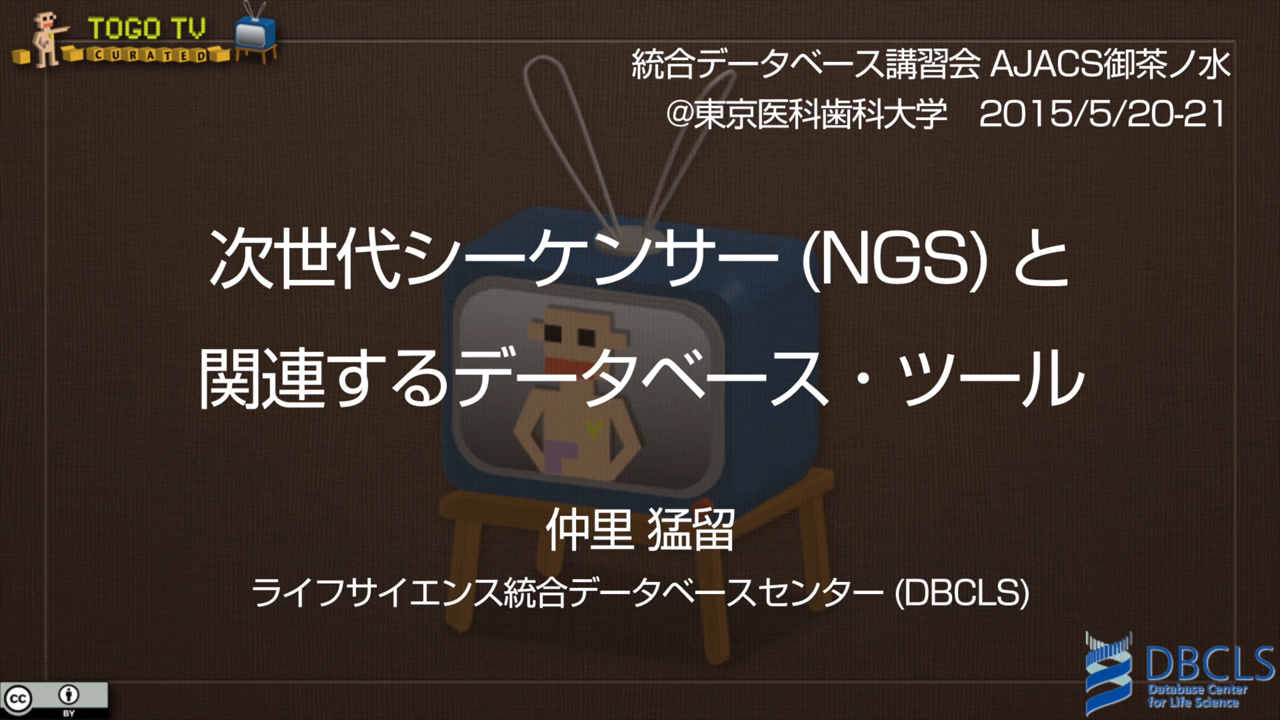 TOGO TV
CURATED
統合データベース講習会 AJACS御茶ノ水
@東京医科歯科大学　2015/5/20-21
次世代シーケンサー (NGS) と
関連するデータベース・ツール
仲里 猛留
ライフサイエンス統合データベースセンター (DBCLS)
cc
BY
DBCLS
Database Center
for Life Science